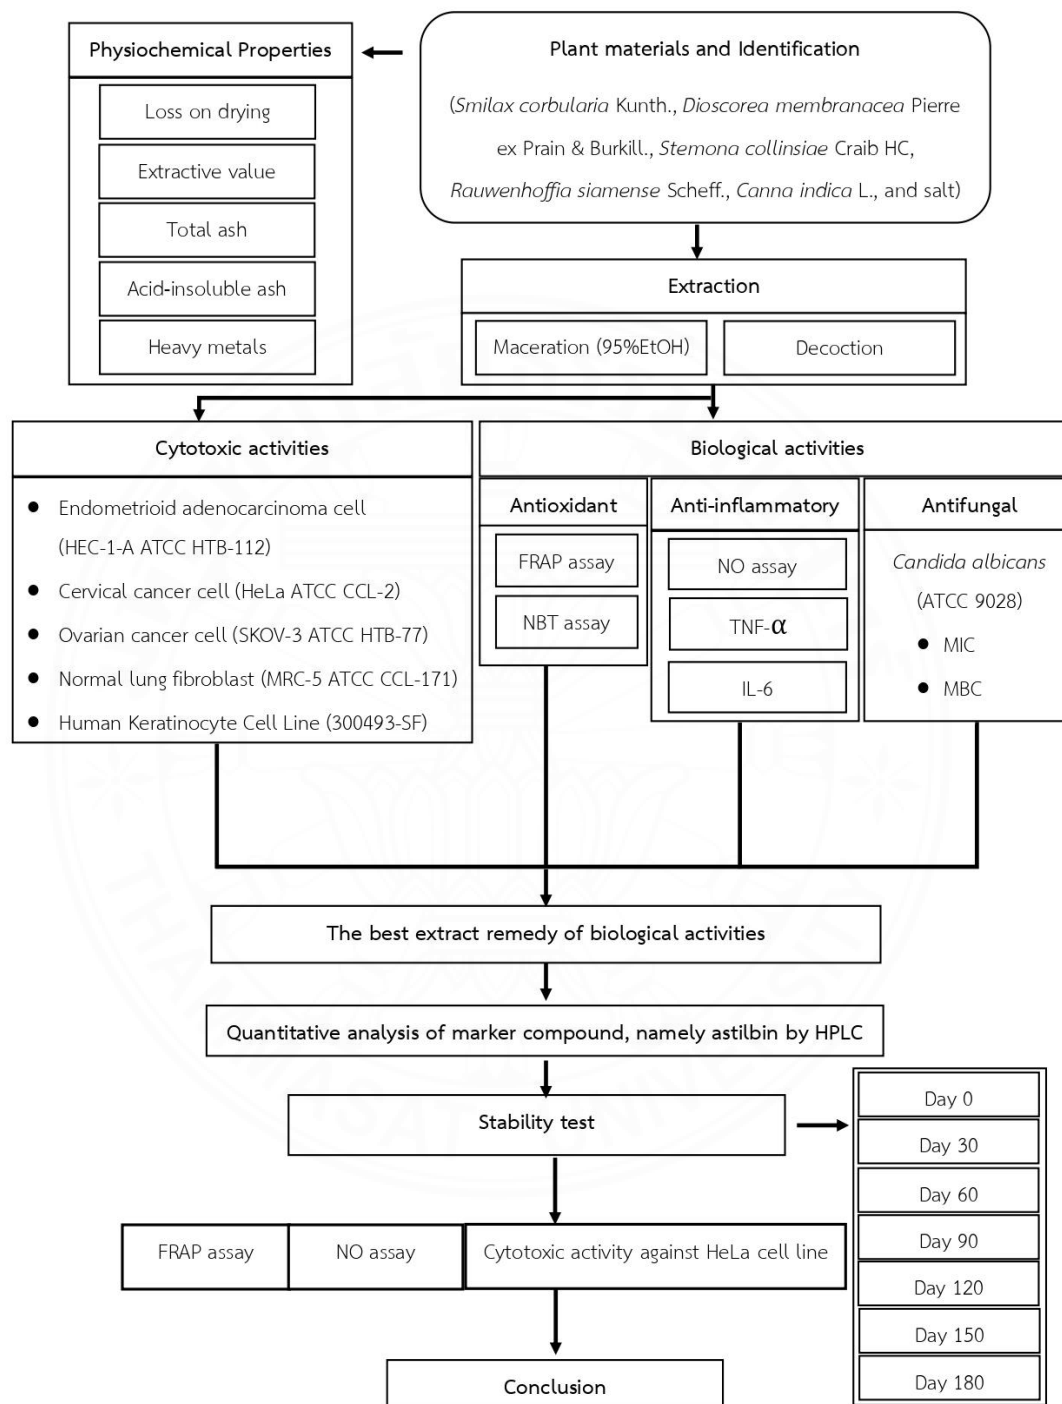 Physiochemical Properties
Loss on drying
Extractive value
Total ash
Acid-insoluble ash
Heavy metals
Plant materials and Identification
(Smilax corbularia Kunth., Dioscorea membranacea Pierre
ex Prain & Burkill., Stemona collinsiae Craib HC,
Rauwenhoffia siamense Scheff., Canna indica L., and salt)
Extraction
Maceration (95%EtOH)
Decoction
Cytotoxic activities
● Endometrioid adenocarcinoma cell
(HEC-1-A ATCC HTB-112)
● Cervical cancer cell (HeLa ATCC CCL-2)
● Ovarian cancer cell (SKOV-3 ATCC HTB-77)
● Normal lung fibroblast (MRC-5 ATCC CCL-171)
● Human Keratinocyte Cell Line (300493-SF)
Biological activities
Antioxidant
FRAP assay
NBT assay
Anti-inflammatory
NO assay
TNF-α
IL-6
Antifungal
Candida albicans
(ATCC 9028)
● MIC
● MBC
The best extract remedy of biological activities
Quantitative analysis of marker compound, namely astilbin by HPLC
Stability test
Day 0
Day 30
Day 60
Day 90
Day 120
Day 150
Day 180
FRAP assay
NO assay
Cytotoxic activity against HeLa cell line
Conclusion
THAMMASAT UNIVERSITY